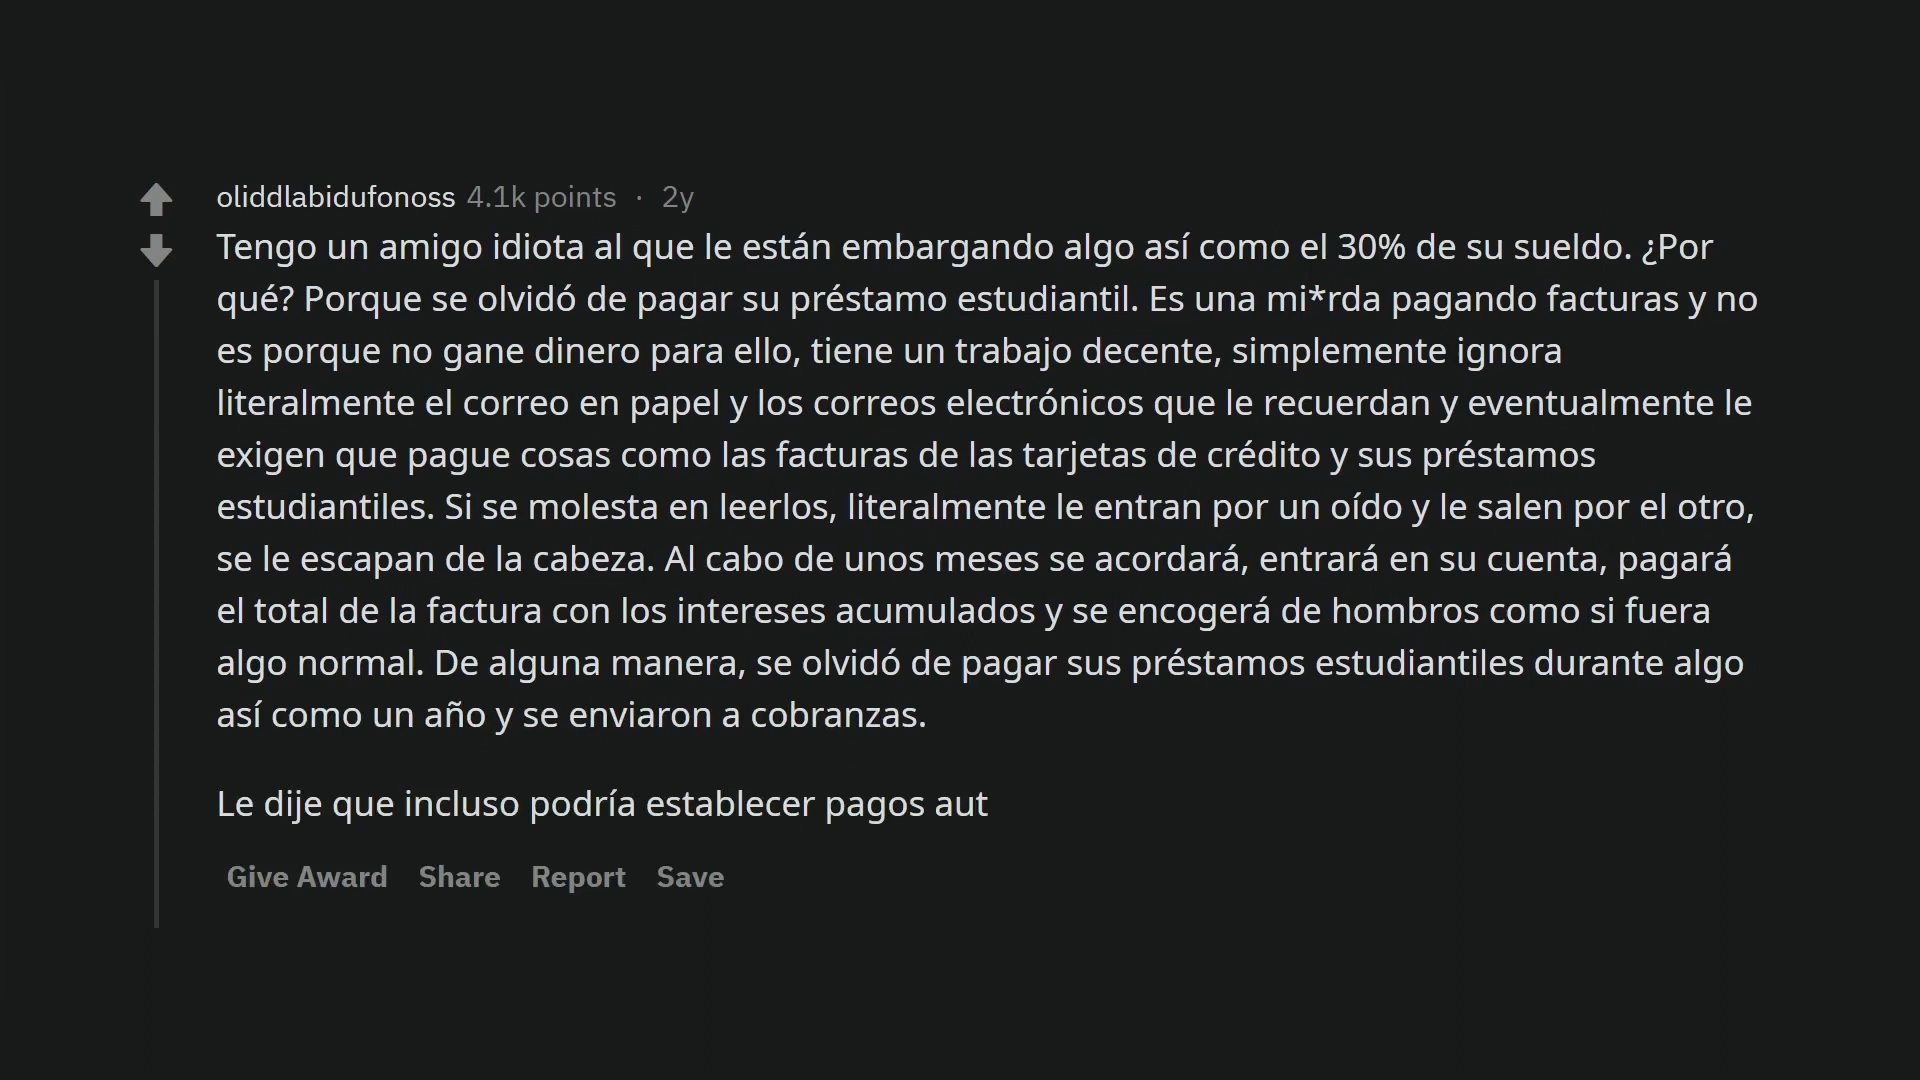 oliddlabidufonoss 4.1k points · 2y
Tengo un amigo idiota al que le están embargando algo así como el 30% de su sueldo. ¿Por
qué? Porque se olvidó de pagar su préstamo estudiantil. Es una mi*rda pagando facturas y no
es porque no gane dinero para ello, tiene un trabajo decente, simplemente ignora
literalmente el correo en papel y los correos electrónicos que le recuerdan y eventualmente le
exigen que pague cosas como las facturas de las tarjetas de crédito y sus préstamos
estudiantiles. Si se molesta en leerlos, literalmente le entran por un oído y le salen por el otro,
se le escapan de la cabeza. Al cabo de unos meses se acordará, entrará en su cuenta, pagará
el total de la factura con los intereses acumulados y se encogerá de hombros como si fuera
algo normal. De alguna manera, se olvidó de pagar sus préstamos estudiantiles durante algo
así como un año y se enviaron a cobranzas.
Le dije que incluso podría establecer pagos aut
Give Award Share Report Save